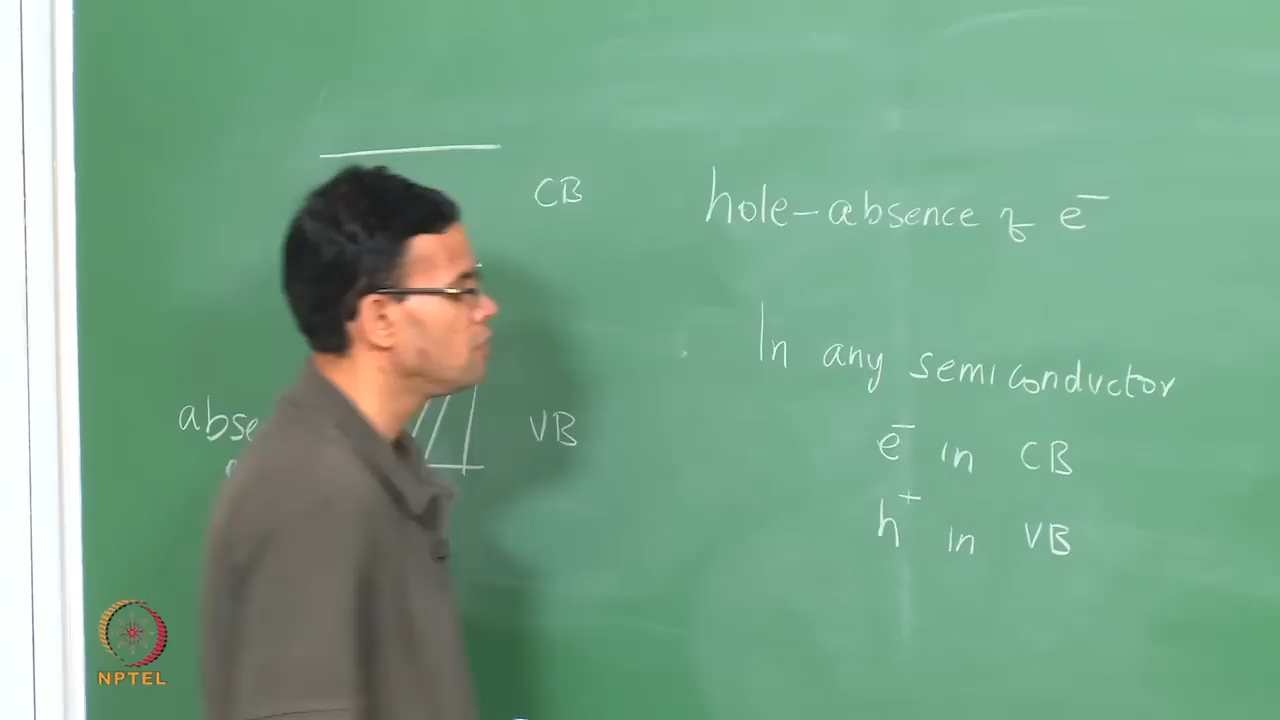 CB
hole-absence of e⁻
In any semiconductor
VB
e⁻ in CB
h⁺ in VB
NPTEL